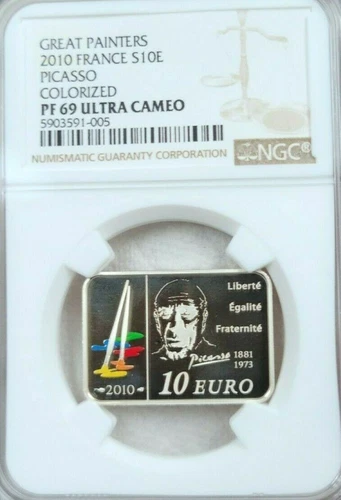 GREAT PAINTERS
2010 FRANCE S10E
PICASSO
COLORIZED
PF 69 ULTRA CAMEO
5903591-005
NUMISMATIC GUARANTY CORPORATION
NGC®
Liberté
Égalité
Fraternité
Picasso
1881
1973
2010
10 EURO